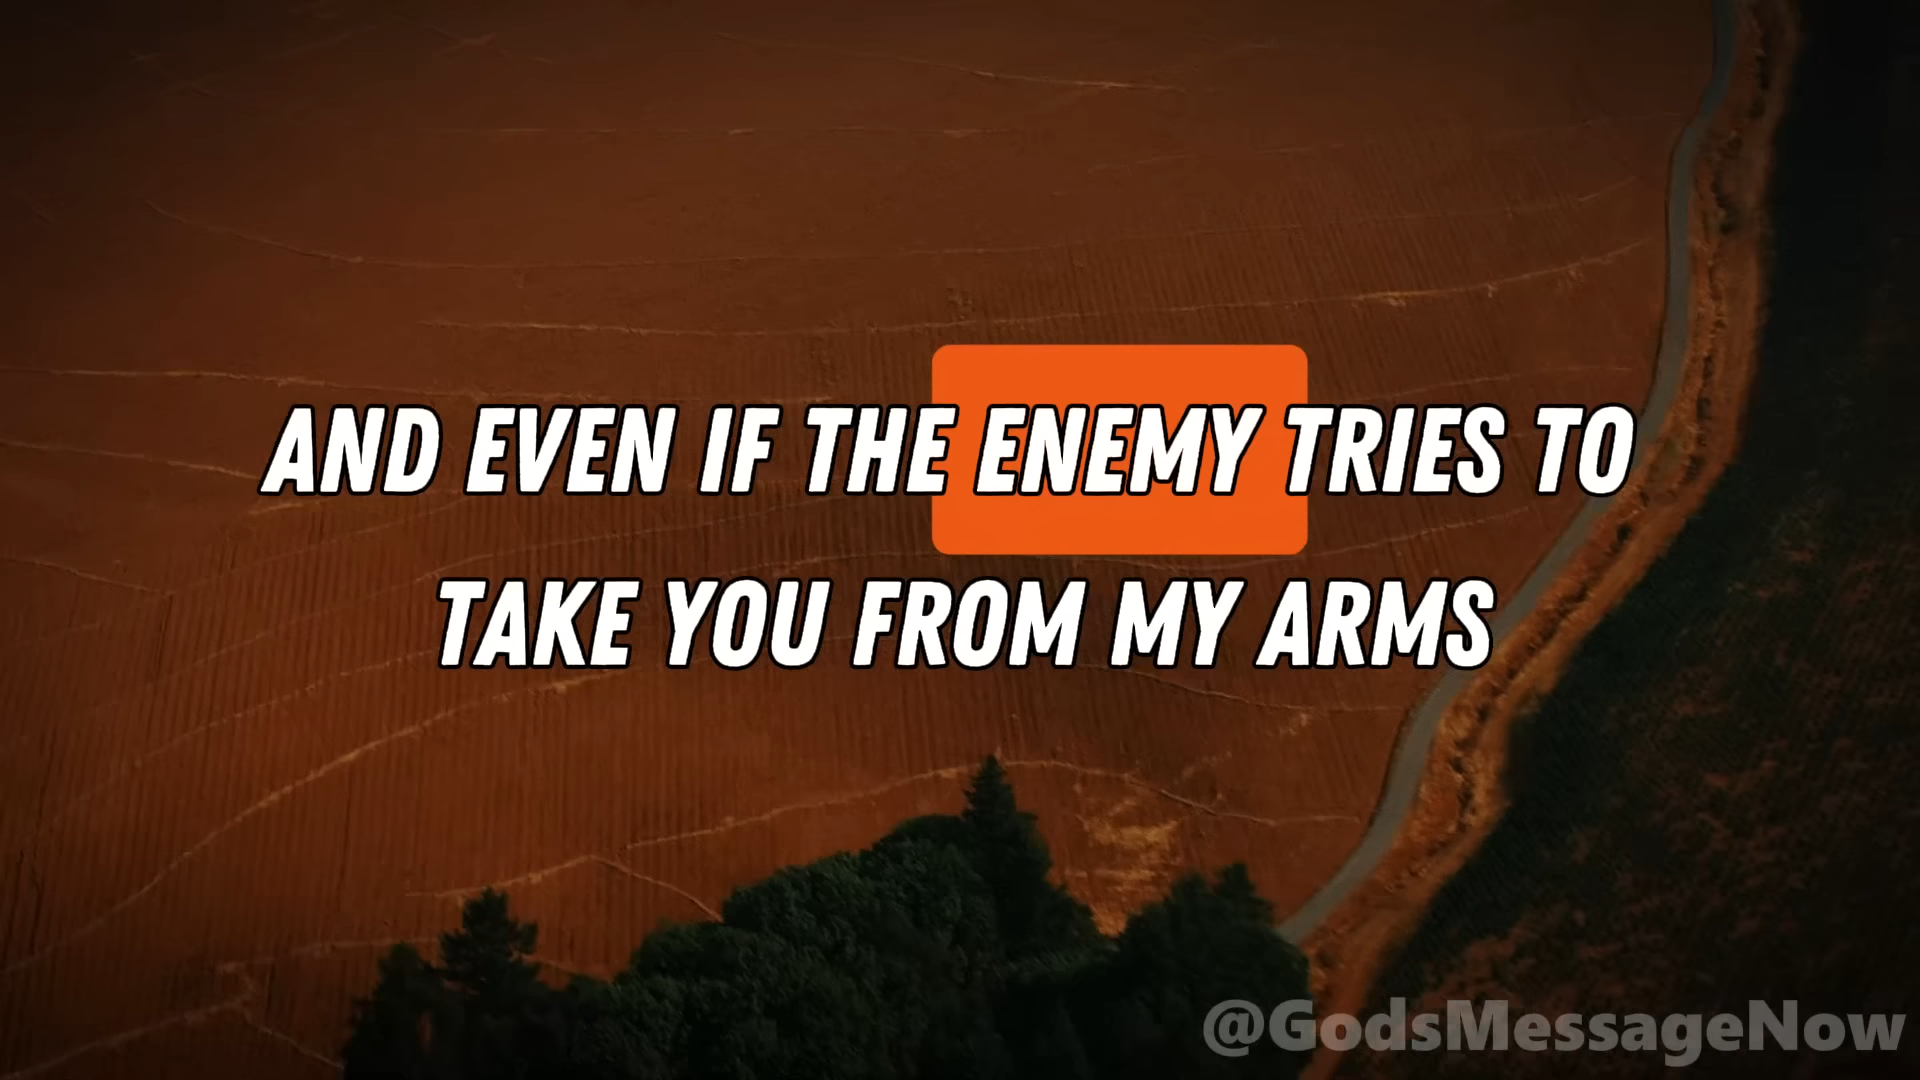 AND EVEN IF THE ENEMY TRIES TO
TAKE YOU FROM MY ARMS
@GodsMessageNow